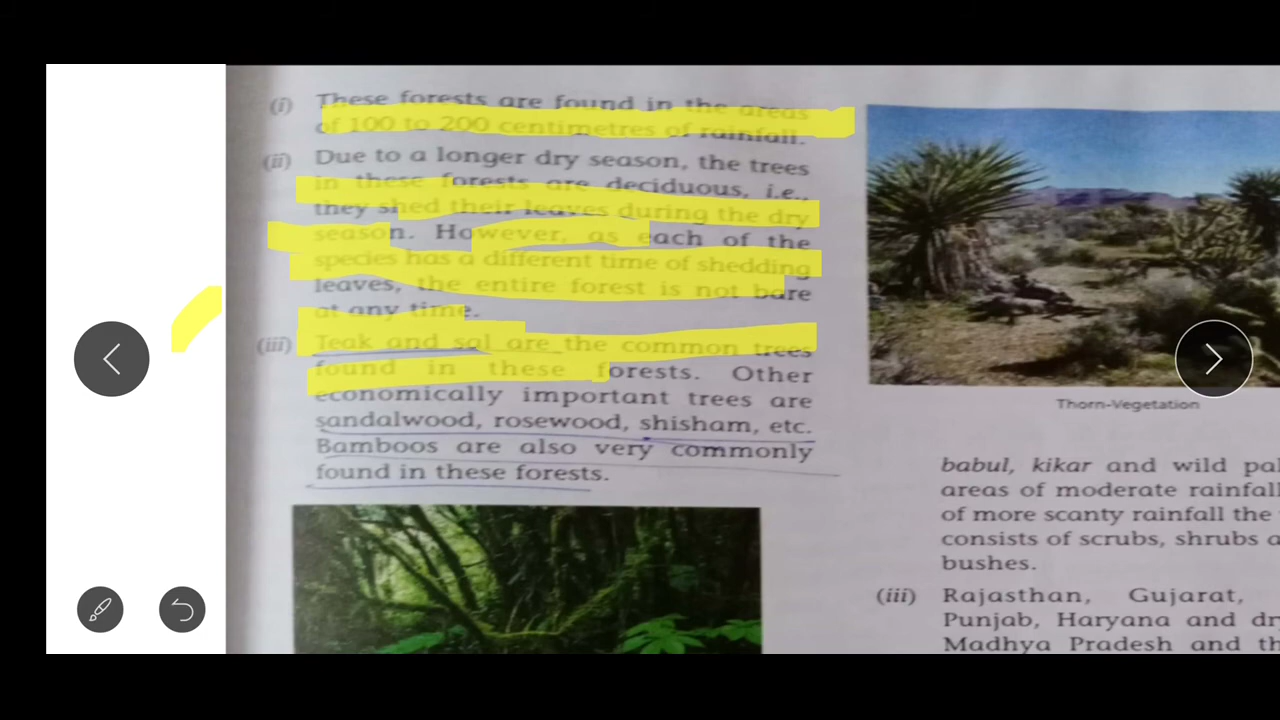 (i) These forests are found in the areas
of 100 to 200 centimetres of rainfall.
(ii) Due to a longer dry season, the trees
in these forests are deciduous, i.e.,
they shed their leaves during the dry
season. However, as each of the
species has a different time of shedding
leaves, the entire forest is not bare
at any time.
(iii) Teak and sal are the common trees
found in these forests. Other
economically important trees are
sandalwood, rosewood, shisham, etc.
Bamboos are also very commonly
found in these forests.
Thorn-Vegetation
babul, kikar and wild pal
areas of moderate rainfall
of more scanty rainfall the
consists of scrubs, shrubs a
bushes.
(iii) Rajasthan, Gujarat,
Punjab, Haryana and dr
Madhya Pradesh and th